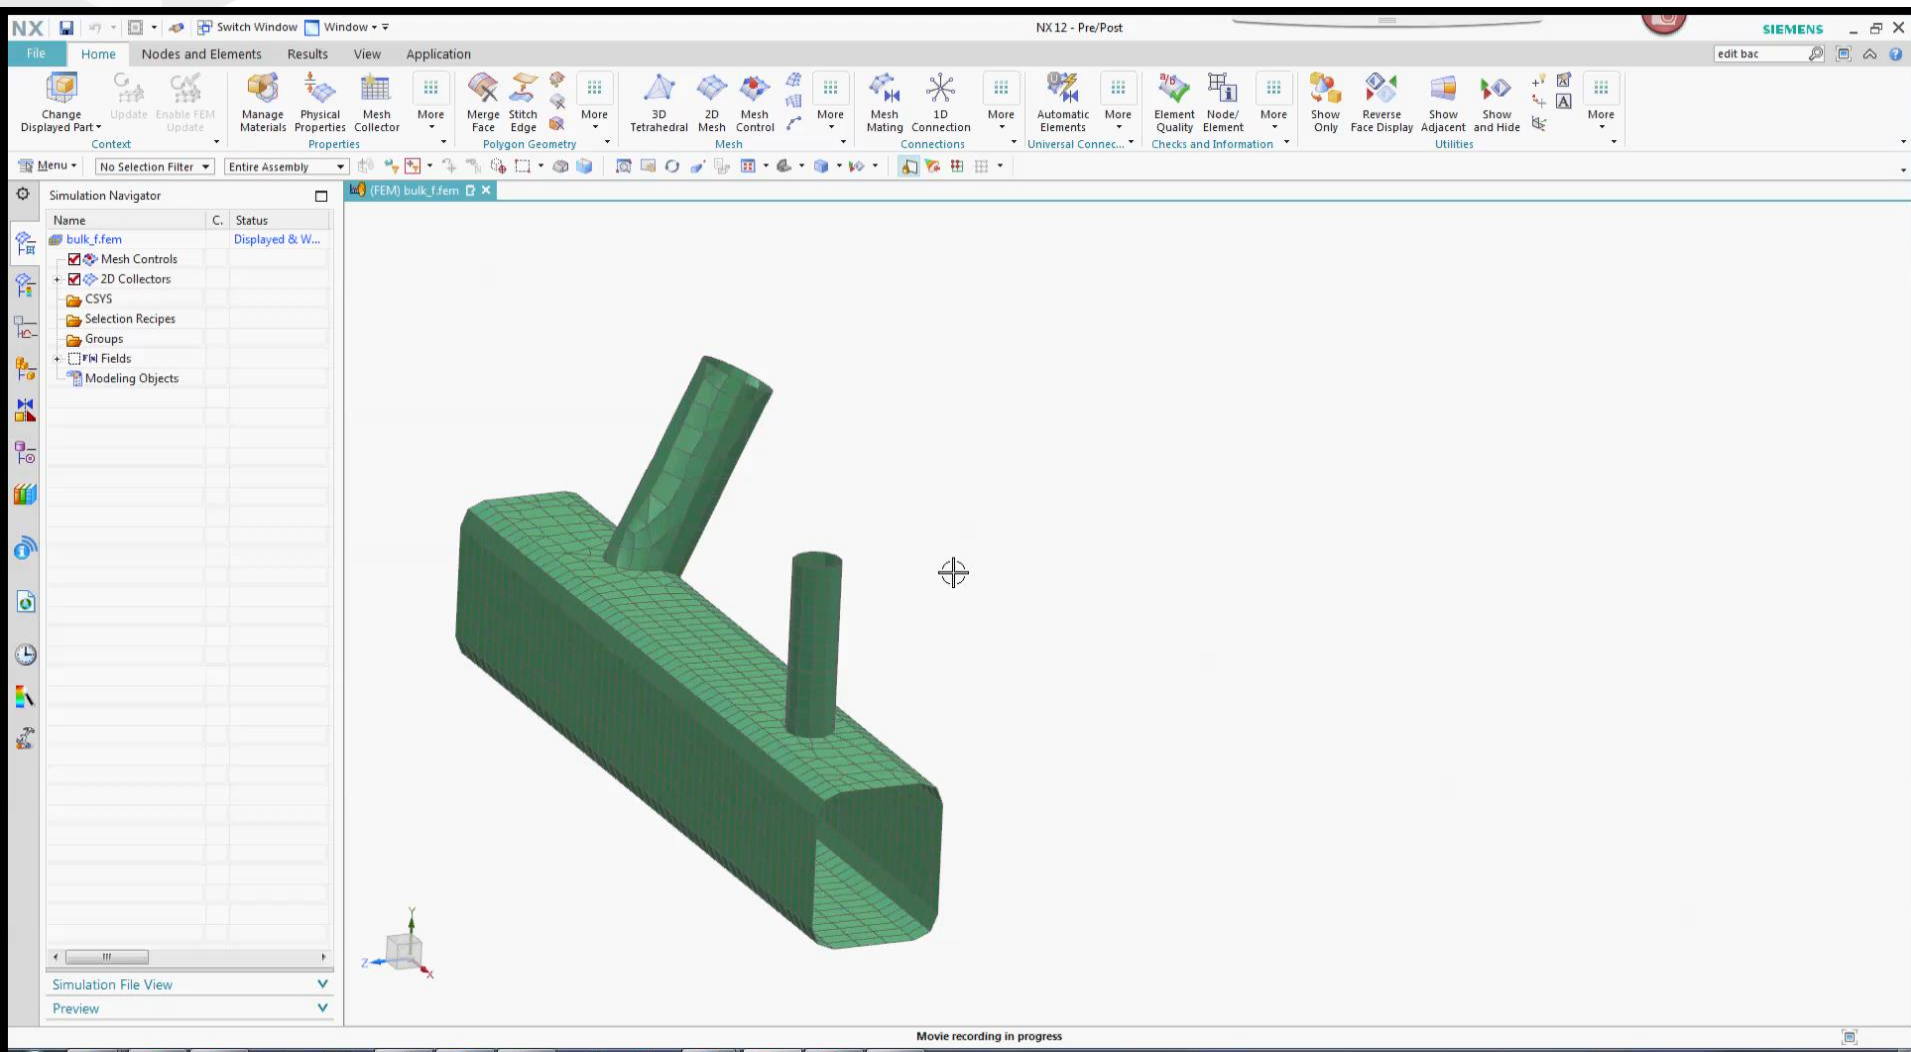 NX Switch Window Window NX 12 - Pre/Post SIEMENS
File Home Nodes and Elements Results View Application edit bac
Change Displayed Part
Update
Enable FEM Update
Context
Manage Materials
Physical Properties
Mesh Collector
More
Properties
Merge Face
Stitch Edge
More
Polygon Geometry
3D Tetrahedral
2D Mesh
Mesh Control
More
Mesh
Mesh Mating
1D Connection
More
Connections
Automatic Elements
More
Universal Connec...
Element Quality
Node/ Element
More
Checks and Information
Show Only
Reverse Face Display
Show Adjacent
Show and Hide
More
Utilities
Menu No Selection Filter Entire Assembly
Simulation Navigator
(FEM) bulk_f.fem
Name C. Status
bulk_f.fem Displayed & W...
Mesh Controls
2D Collectors
CSYS
Selection Recipes
Groups
F(x) Fields
Modeling Objects
Y
Z
X
Simulation File View
Preview
Movie recording in progress